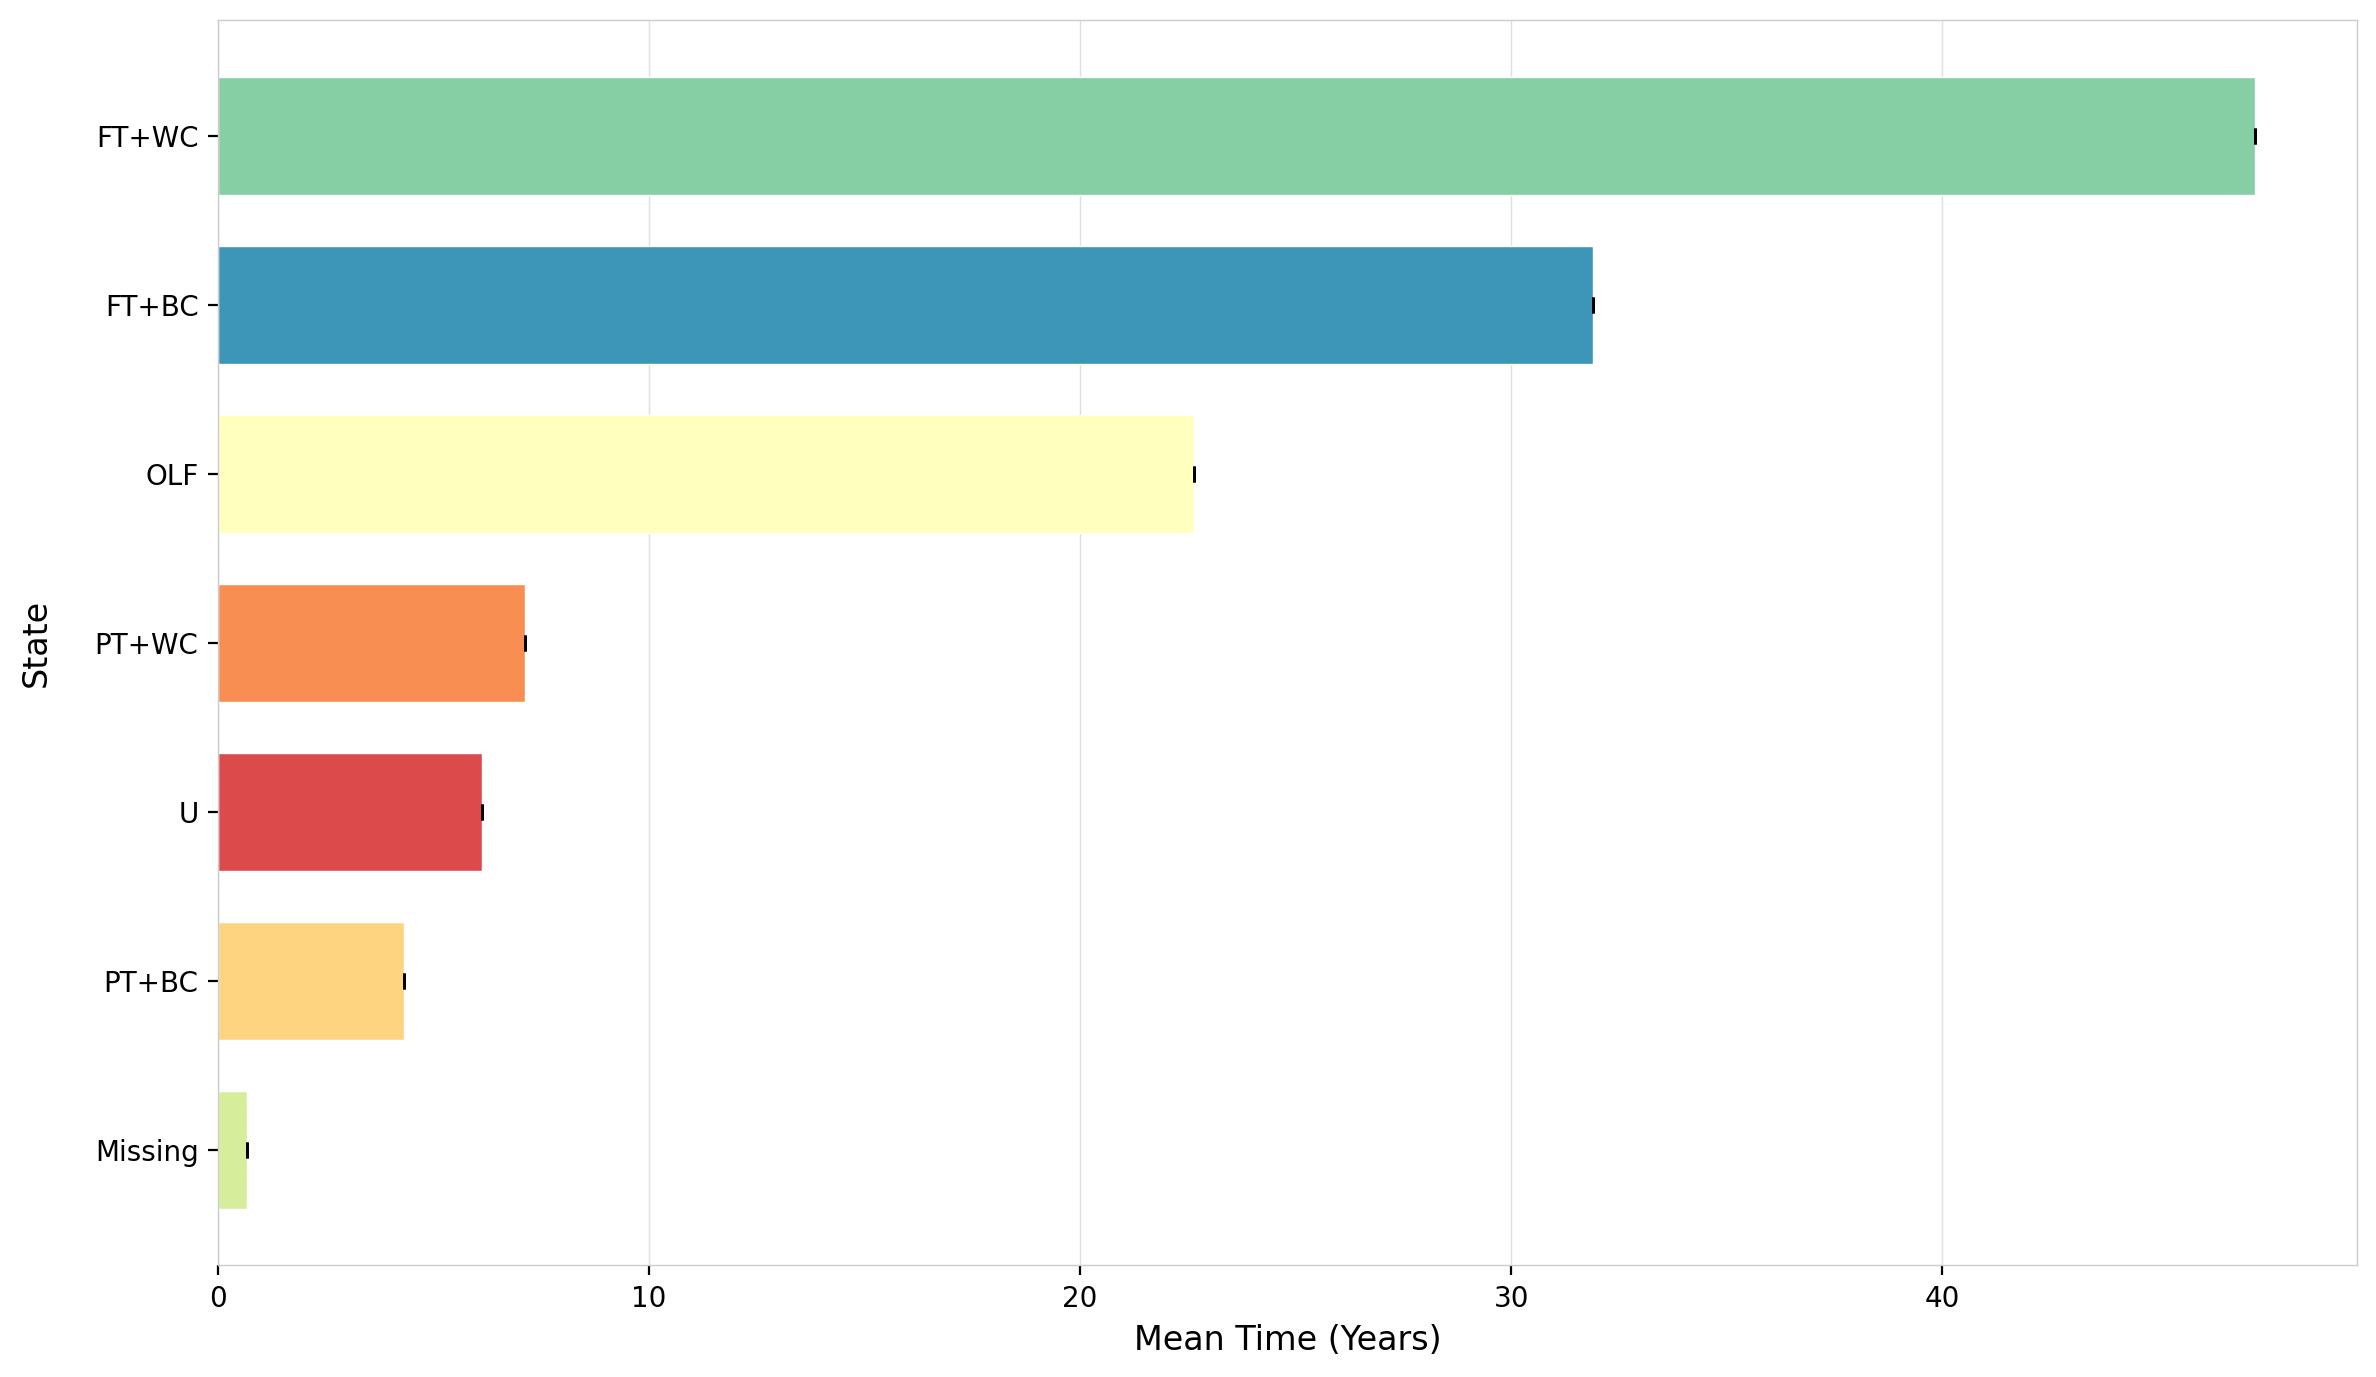 FT+WC
FT+BC
OLF
PT+WC
State
U
PT+BC
Missing
0 10 20 30 40
Mean Time (Years)